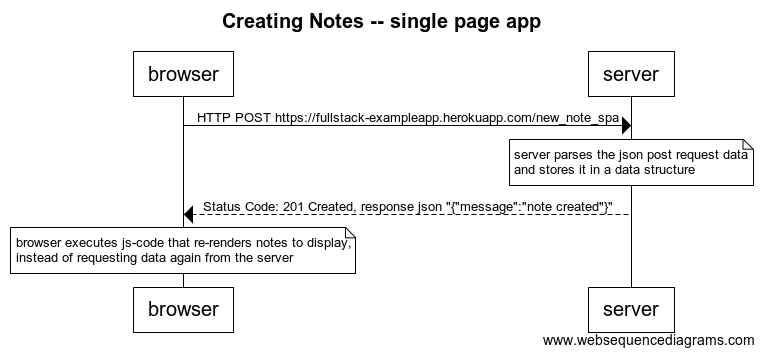 Creating Notes -- single page app
browser
server
HTTP POST https://fullstack-exampleapp.herokuapp.com/new_note_spa
server parses the json post request data
and stores it in a data structure
Status Code: 201 Created, response json "{"message":"note created"}"
browser executes js-code that re-renders notes to display,
instead of requesting data again from the server
browser
server
www.websequencediagrams.com